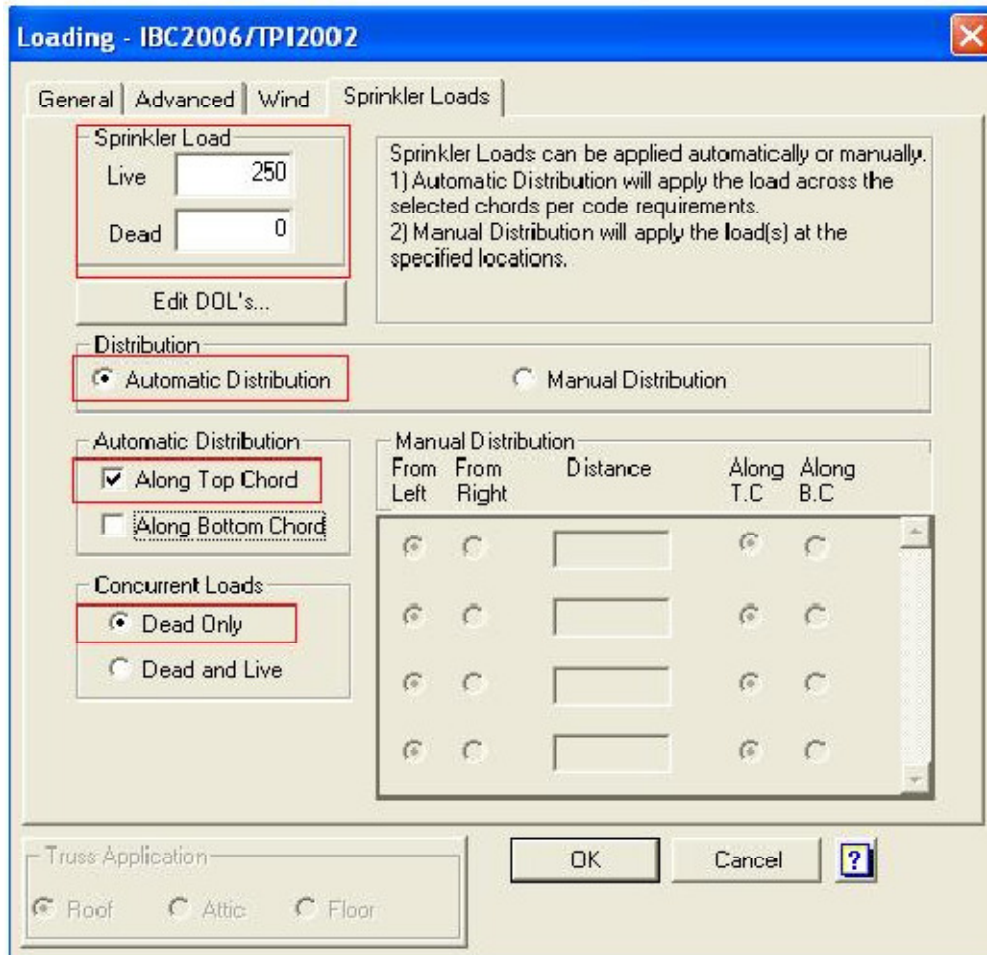 Loading - IBC2006/TPI2002
General Advanced Wind Sprinkler Loads
Sprinkler Load
Live 250
Dead 0
Edit DOL's...
Sprinkler Loads can be applied automatically or manually.
1) Automatic Distribution will apply the load across the
selected chords per code requirements.
2) Manual Distribution will apply the load(s) at the
specified locations.
Distribution
Automatic Distribution Manual Distribution
Automatic Distribution
Along Top Chord
Along Bottom Chord
Concurrent Loads
Dead Only
Dead and Live
Manual Distribution
From From Distance Along Along
Left Right T.C B.C
Truss Application
Roof Attic Floor
OK Cancel ?